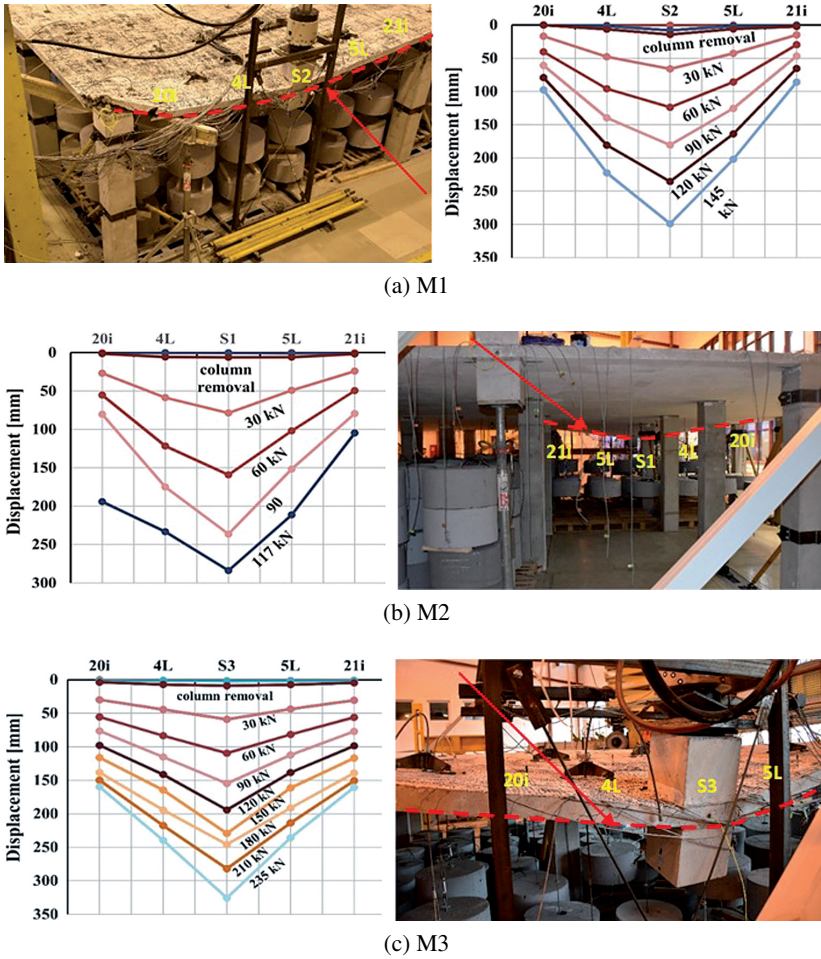 20i 4L S2 5L 21i
20i 4L S2 5L 21i
0
50
100
150
200
250
300
350
Displacement [mm]
column removal
30 kN
60 kN
90 kN
120 kN
145
kN
(a) M1
20i 4L S1 5L 21i
0
50
100
150
200
250
300
Displacement [mm]
column
removal
30 kN
60 kN
90
117 kN
21i 5L S1 4L 20i
(b) M2
20i 4L S3 5L 21i
0
50
100
150
200
250
300
350
Displacement [mm]
column removal
30 kN
60 kN
90 kN
120 kN
150 kN
180 kN
210 kN
235 kN
20i 4L S3 5L
(c) M3